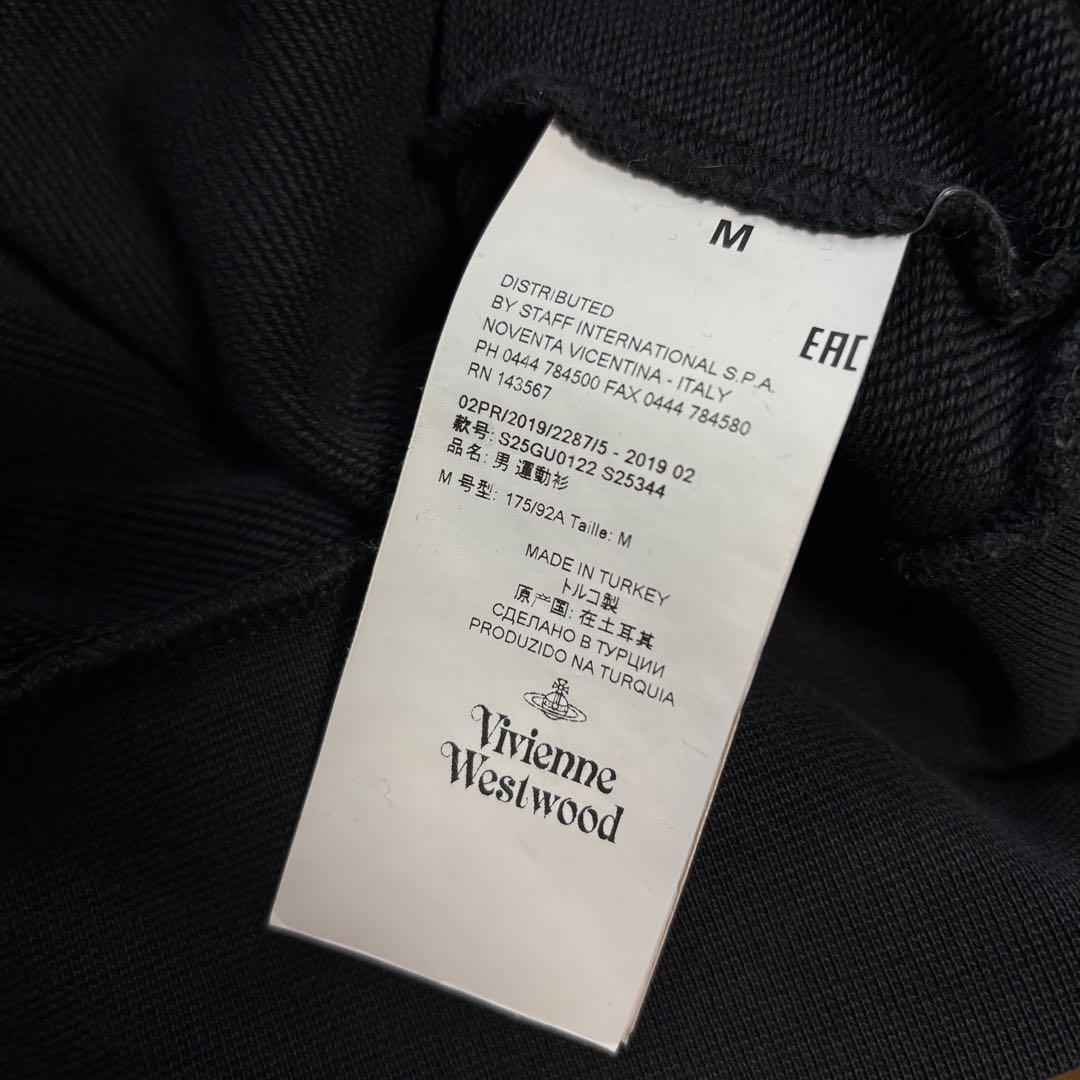 M
EAC
DISTRIBUTED
BY STAFF INTERNATIONAL S.P.A.
NOVENTA VICENTINA - ITALY
PH 0444 784500 FAX 0444 784580
RN 143567
02PR/2019/2287/5 - 2019 02
款号: S25GU0122 S25344
品名: 男 運動衫
M 号型: 175/92A Taille: M
MADE IN TURKEY
トルコ製
原产国: 在土耳其
СДЕЛАНО В ТУРЦИИ
PRODUZIDO NA TURQUIA
Vivienne
Westwood